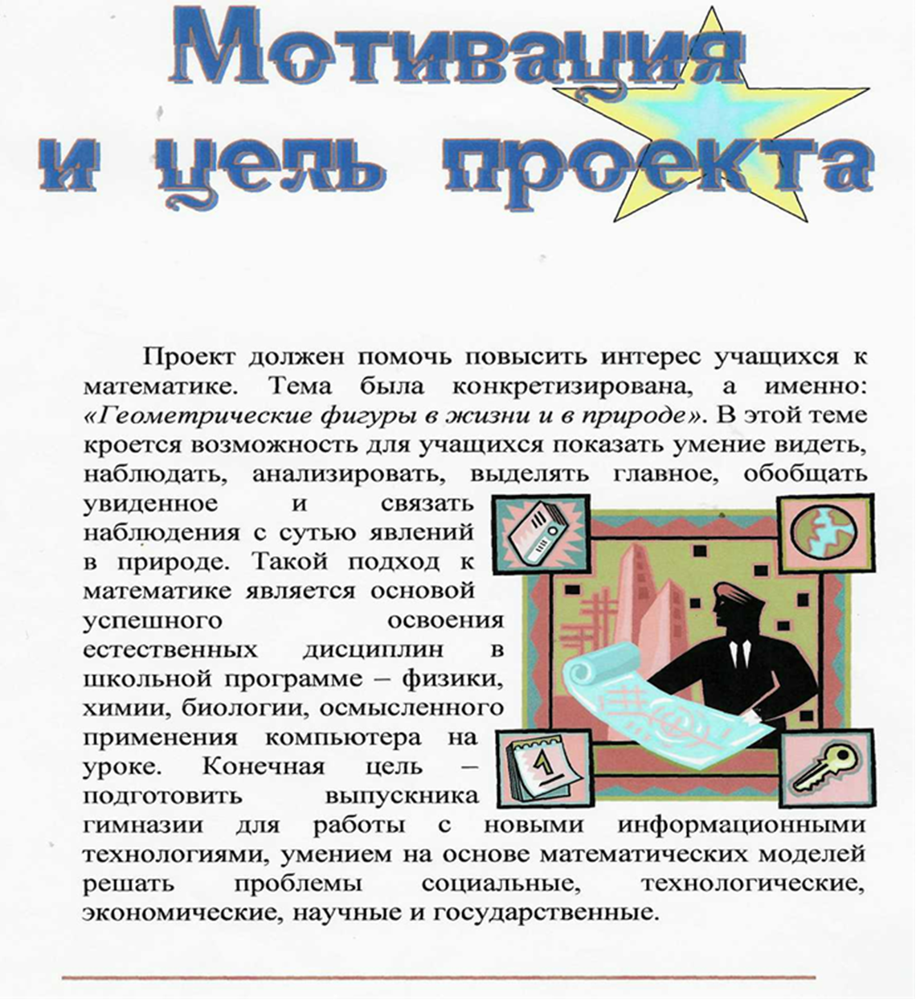 Мотивация
и цель проекта
Проект должен помочь повысить интерес учащихся к
математике. Тема была конкретизирована, а именно:
«Геометрические фигуры в жизни и в природе». В этой теме
кроется возможность для учащихся показать умение видеть,
наблюдать, анализировать, выделять главное, обобщать
увиденное и связать
наблюдения с сутью явлений
в природе. Такой подход к
математике является основой
успешного освоения
естественных дисциплин в
школьной программе – физики,
химии, биологии, осмысленного
применения компьютера на
уроке. Конечная цель –
подготовить выпускника
гимназии для работы с новыми информационными
технологиями, умением на основе математических моделей
решать проблемы социальные, технологические,
экономические, научные и государственные.
1